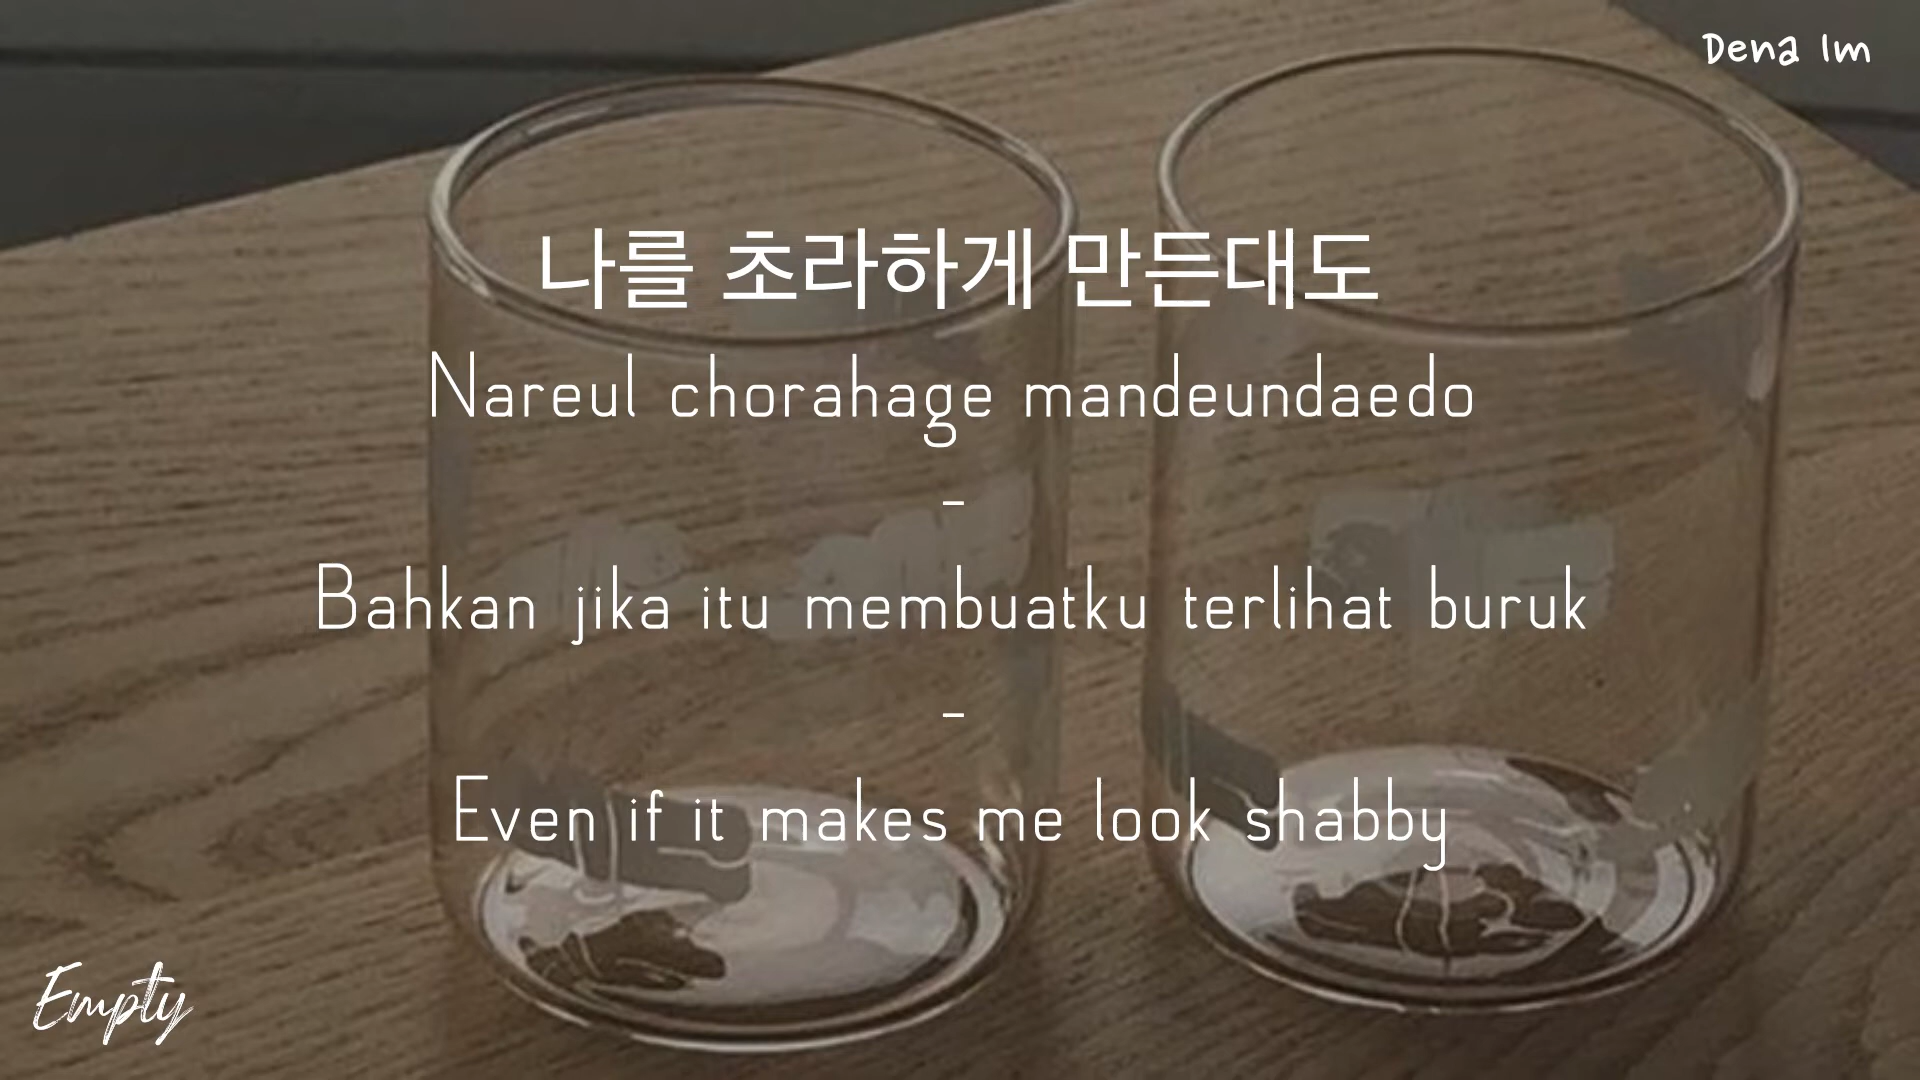 Dena Im
나를 초라하게 만든대도
Nareul chorahage mandeundaedo
-
Bahkan jika itu membuatku terlihat buruk
-
Even if it makes me look shabby
Empty